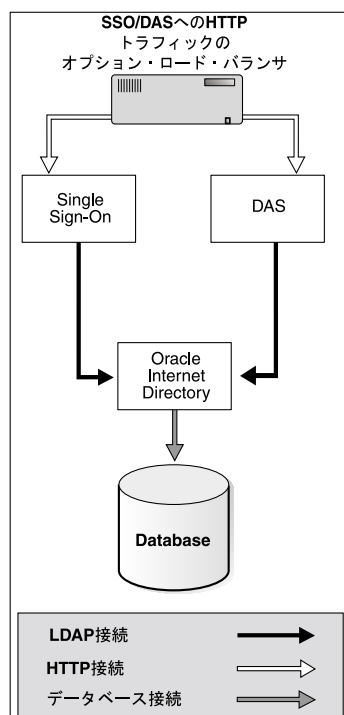 SSO/DASへのHTTP
トラフィックの
オプション・ロード・バランサ
Single
Sign-On
DAS
Oracle
Internet
Directory
Database
LDAP接続
HTTP接続
データベース接続